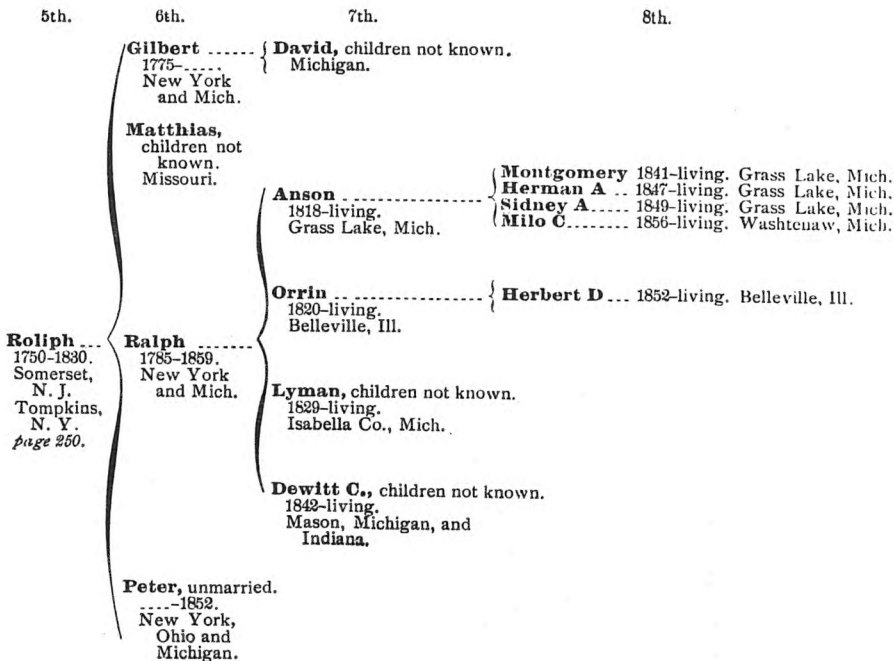 5th. 6th. 7th. 8th.
Gilbert ------ David, children not known.
1775-_____. Michigan.
New York
and Mich.
Matthias,
children not
known.
Missouri.
Anson
1818-living.
Grass Lake, Mich.
Montgomery 1841-living. Grass Lake, Mich.
Herman A .. 1847-living. Grass Lake, Mich.
Sidney A..... 1849-living. Grass Lake, Mich.
Milo C....... 1856-living. Washtenaw, Mich.
Orrin
1820-living.
Belleville, Ill.
Herbert D ... 1852-living. Belleville, Ill.
Roliph ...
1750-1830.
Somerset,
N. J.
Tompkins,
N. Y.
page 250.
Ralph .......
1785-1859.
New York
and Mich.
Lyman, children not known.
1829-living.
Isabella Co., Mich.
Dewitt C., children not known.
1842-living.
Mason, Michigan, and
Indiana.
Peter, unmarried.
....-1852.
New York,
Ohio and
Michigan.